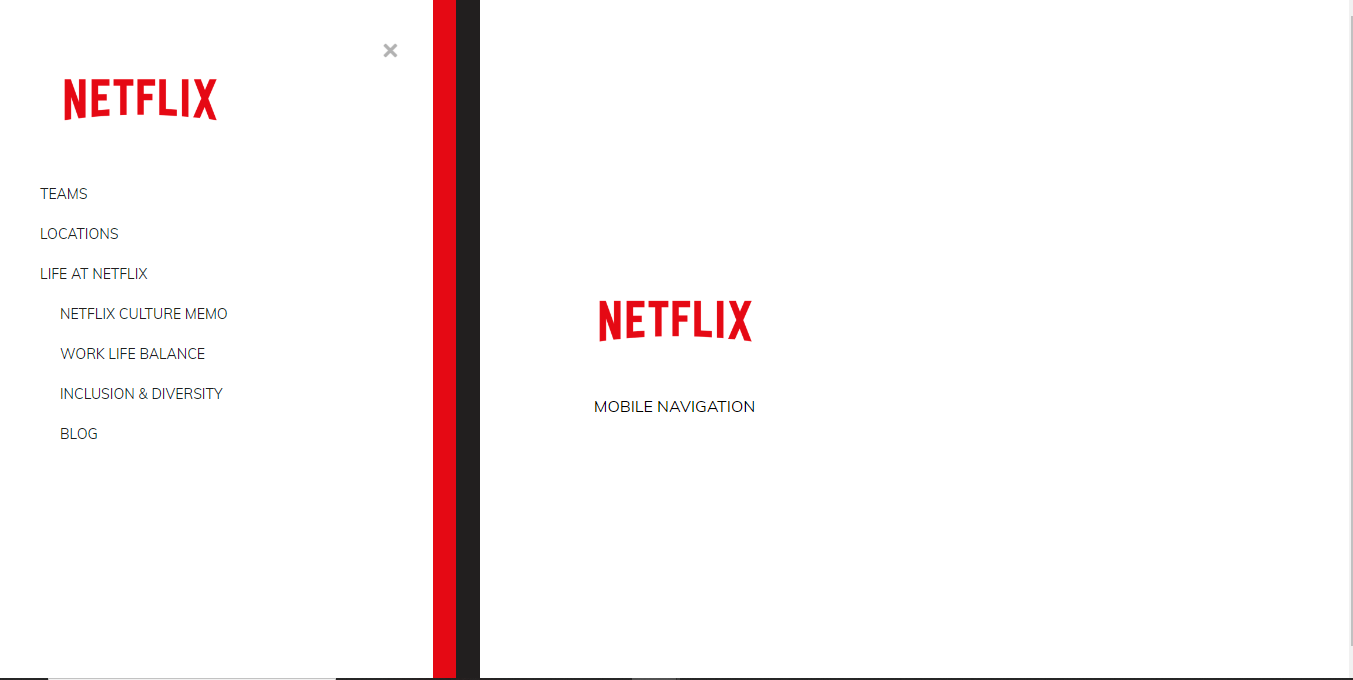 NETFLIX
TEAMS
LOCATIONS
LIFE AT NETFLIX
NETFLIX CULTURE MEMO
WORK LIFE BALANCE
INCLUSION & DIVERSITY
BLOG
NETFLIX
MOBILE NAVIGATION